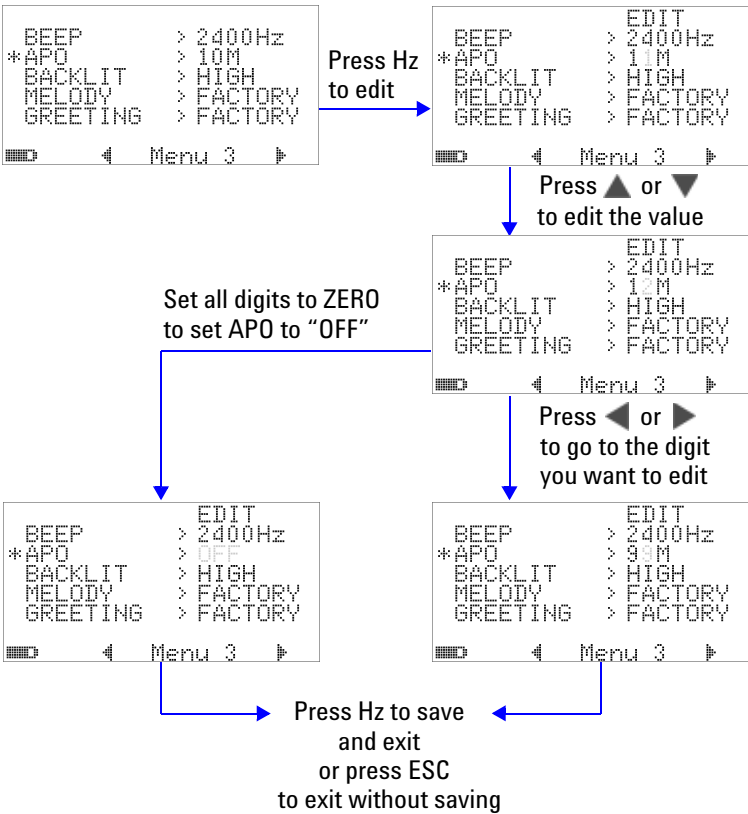 BEEP > 2400Hz
*APO > 10M
BACKLIT > HIGH
MELODY > FACTORY
GREETING > FACTORY
Menu 3
Press Hz
to edit
EDIT
BEEP > 2400Hz
*APO > 11M
BACKLIT > HIGH
MELODY > FACTORY
GREETING > FACTORY
Menu 3
Press ▲ or ▼
to edit the value
EDIT
BEEP > 2400Hz
*APO > 12M
BACKLIT > HIGH
MELODY > FACTORY
GREETING > FACTORY
Menu 3
Set all digits to ZERO
to set APO to “OFF”
Press ◀ or ▶
to go to the digit
you want to edit
EDIT
BEEP > 2400Hz
*APO > OFF
BACKLIT > HIGH
MELODY > FACTORY
GREETING > FACTORY
Menu 3
EDIT
BEEP > 2400Hz
*APO > 99M
BACKLIT > HIGH
MELODY > FACTORY
GREETING > FACTORY
Menu 3
Press Hz to save
and exit
or press ESC
to exit without saving